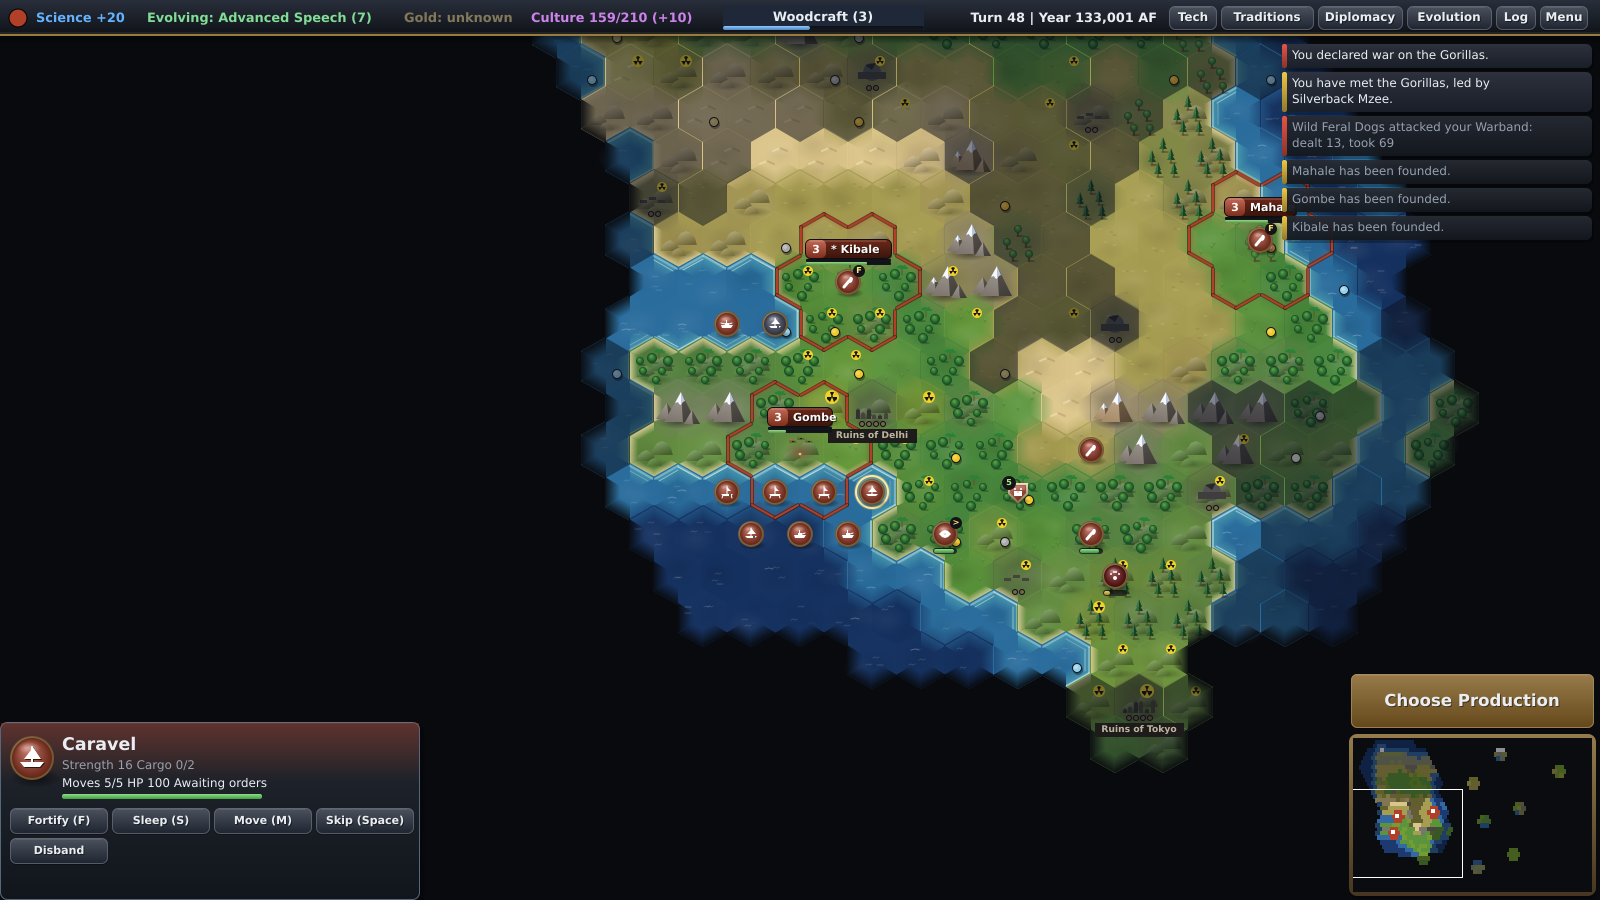 Science +20
Evolving: Advanced Speech (7)
Gold: unknown
Culture 159/210 (+10)
Woodcraft (3)
Turn 48 | Year 133,001 AF
Tech
Traditions
Diplomacy
Evolution
Log
Menu
You declared war on the Gorillas.
You have met the Gorillas, led by
Silverback Mzee.
Wild Feral Dogs attacked your Warband:
dealt 13, took 69
Mahale has been founded.
Gombe has been founded.
Kibale has been founded.
3 Maha
F
3 * Kibale
F
3 Gombe
Ruins of Delhi
5
>
Ruins of Tokyo
Choose Production
Caravel
Strength 16 Cargo 0/2
Moves 5/5 HP 100 Awaiting orders
Fortify (F)
Sleep (S)
Move (M)
Skip (Space)
Disband